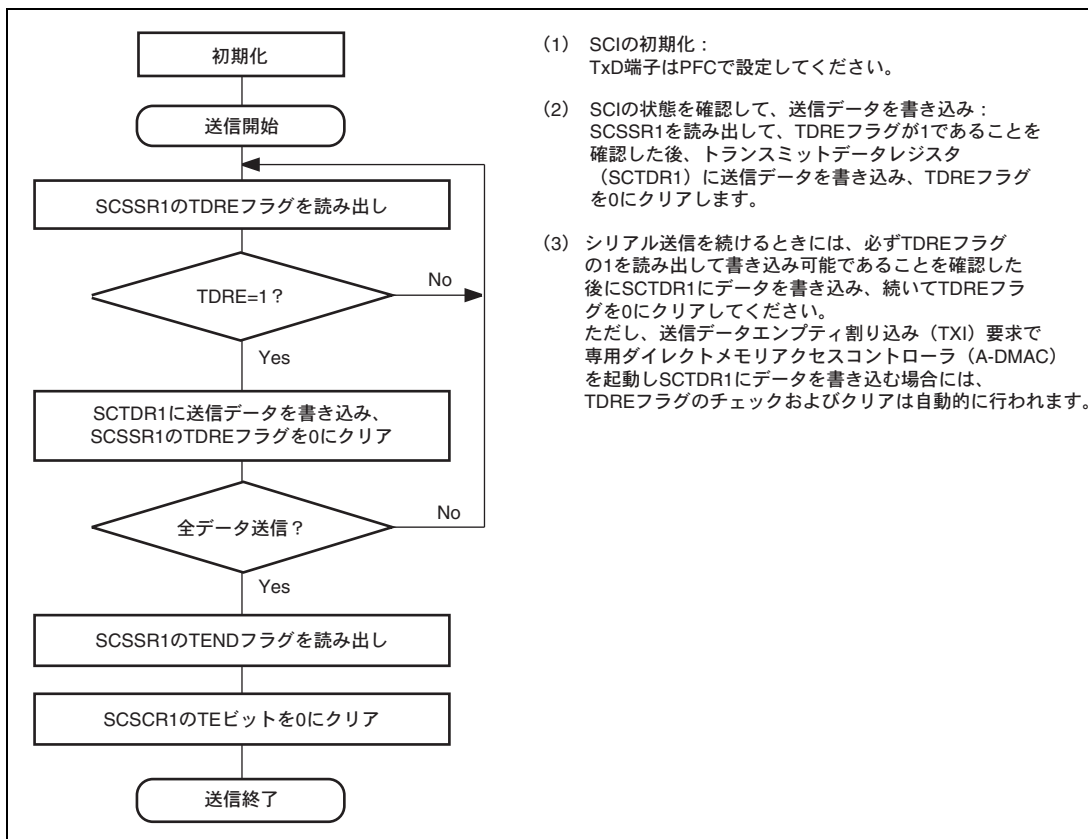 初期化
送信開始
SCSSR1のTDREフラグを読み出し
TDRE=1？
No
Yes
SCTDR1に送信データを書き込み、
SCSSR1のTDREフラグを0にクリア
全データ送信？
No
Yes
SCSSR1のTENDフラグを読み出し
SCSCR1のTEビットを0にクリア
送信終了
(1) SCIの初期化：
TxD端子はPFCで設定してください。
(2) SCIの状態を確認して、送信データを書き込み：
SCSSR1を読み出して、TDREフラグが1であることを
確認した後、トランスミットデータレジスタ
（SCTDR1）に送信データを書き込み、TDREフラグ
を0にクリアします。
(3) シリアル送信を続けるときには、必ずTDREフラグ
の1を読み出して書き込み可能であることを確認した
後にSCTDR1にデータを書き込み、続いてTDREフラ
グを0にクリアしてください。
ただし、送信データエンプティ割り込み（TXI）要求で
専用ダイレクトメモリアクセスコントローラ（A-DMAC）
を起動しSCTDR1にデータを書き込む場合には、
TDREフラグのチェックおよびクリアは自動的に行われます。